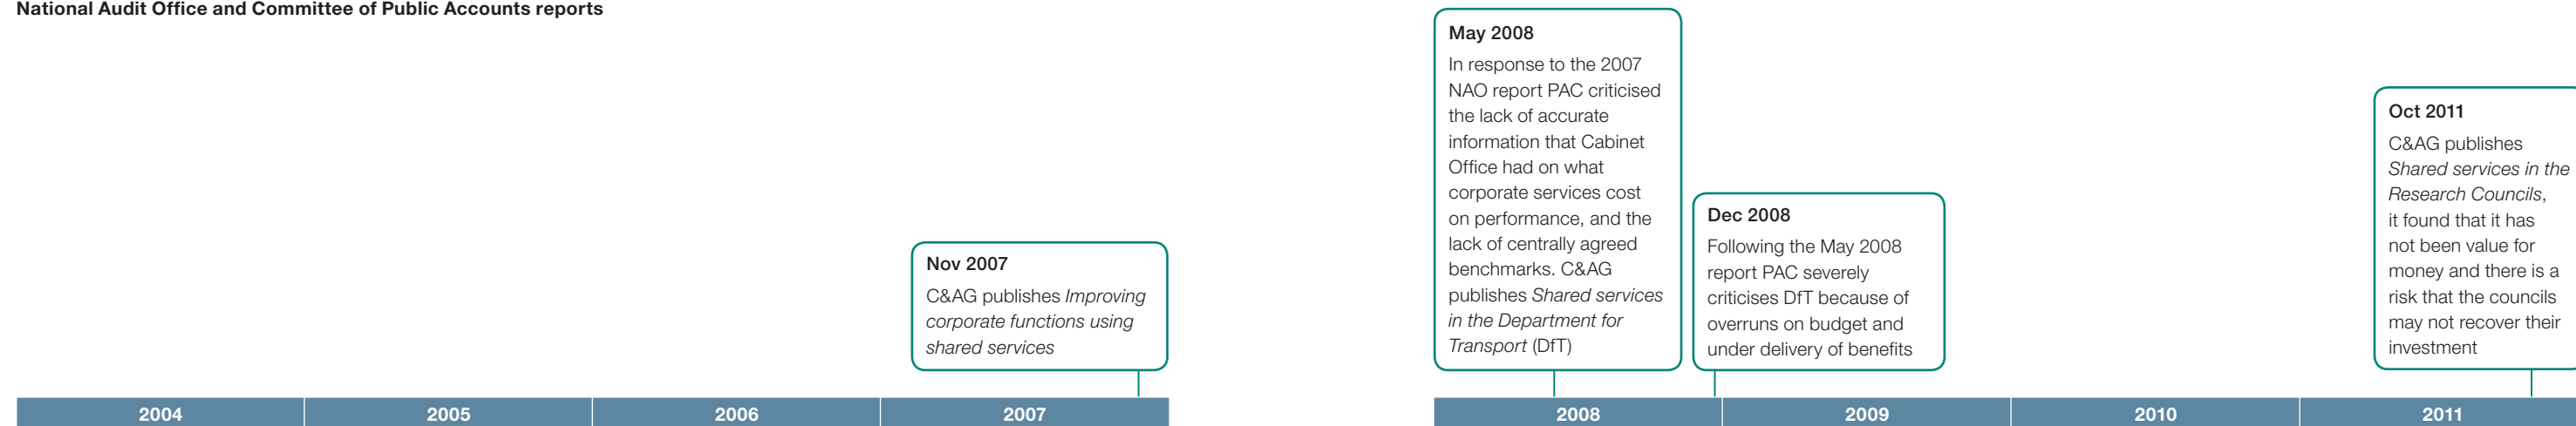 National Audit Office and Committee of Public Accounts reports
Nov 2007
C&AG publishes Improving
corporate functions using
shared services
May 2008
In response to the 2007
NAO report PAC criticised
the lack of accurate
information that Cabinet
Office had on what
corporate services cost
on performance, and the
lack of centrally agreed
benchmarks. C&AG
publishes Shared services
in the Department for
Transport (DfT)
Dec 2008
Following the May 2008
report PAC severely
criticises DfT because of
overruns on budget and
under delivery of benefits
Oct 2011
C&AG publishes
Shared services in the
Research Councils,
it found that it has
not been value for
money and there is a
risk that the councils
may not recover their
investment
2004 2005 2006 2007 2008 2009 2010 2011